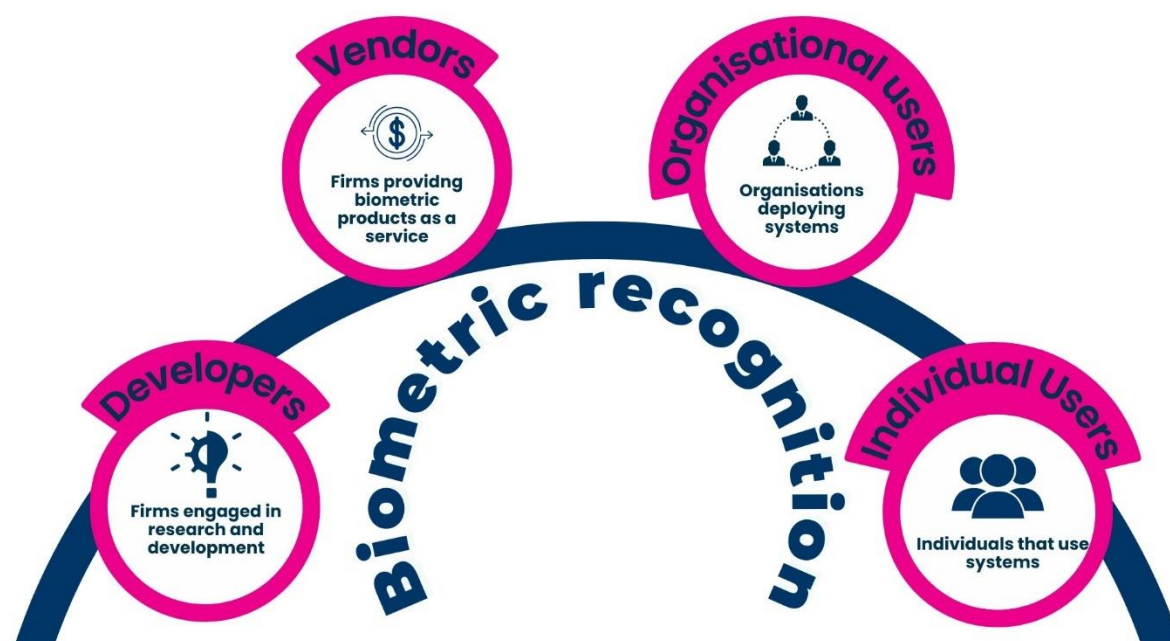 Vendors
$
Firms providng
biometric
products as a
service
Organisational users
Organisations
deploying
systems
Biometric recognition
Developers
Firms engaged in
research and
development
Individual Users
Individuals that use
systems